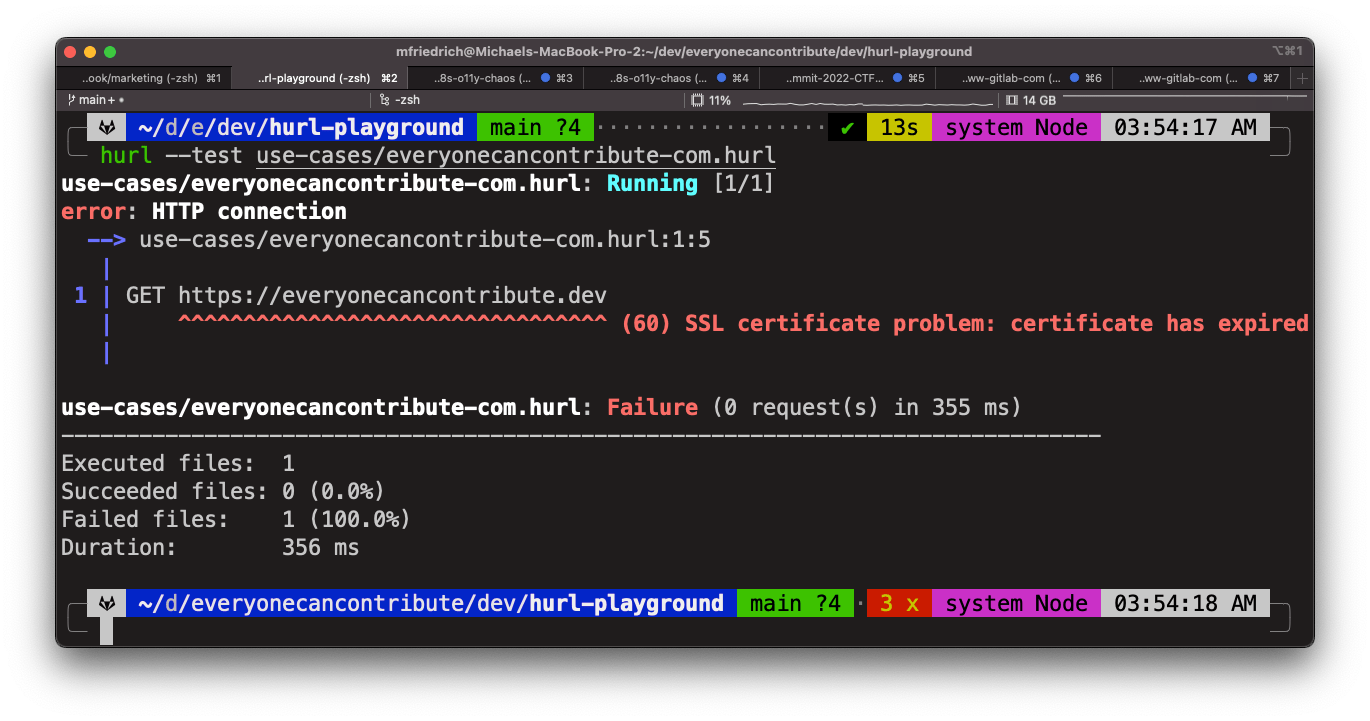 mfriedrich@Michaels-MacBook-Pro-2:~/dev/everyonecancontribute/dev/hurl-playground ⌥⌘1
..ook/marketing (-zsh) ⌘1 ..rl-playground (-zsh) ⌘2 ..8s-o11y-chaos (... ⌘3 ..8s-o11y-chaos (... ⌘4 ..mmit-2022-CTF... ⌘5 ..ww-gitlab-com (... ⌘6 ..ww-gitlab-com (... ⌘7
main+• -zsh 11% 14 GB
~/d/e/dev/hurl-playground main ?4 ✔ 13s system Node 03:54:17 AM
hurl --test use-cases/everyonecancontribute-com.hurl
use-cases/everyonecancontribute-com.hurl: Running [1/1]
error: HTTP connection
--> use-cases/everyonecancontribute-com.hurl:1:5
|
1 | GET https://everyonecancontribute.dev
| ^^^^^^^^^^^^^^^^^^^^^^^^^^^^^^^^^ (60) SSL certificate problem: certificate has expired
|
use-cases/everyonecancontribute-com.hurl: Failure (0 request(s) in 355 ms)
--------------------------------------------------------------------------------
Executed files: 1
Succeeded files: 0 (0.0%)
Failed files: 1 (100.0%)
Duration: 356 ms
~/d/everyonecancontribute/dev/hurl-playground main ?4 3 x system Node 03:54:18 AM